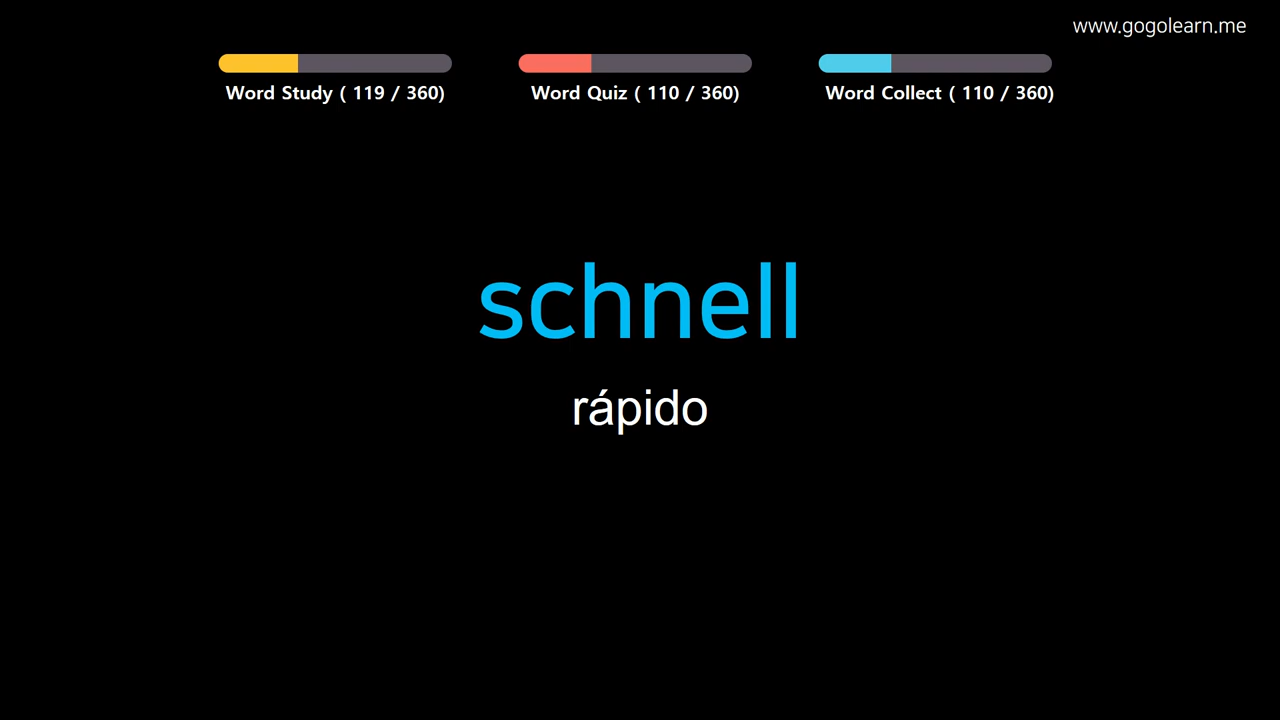 www.gogolearn.me
Word Study ( 119 / 360)
Word Quiz ( 110 / 360)
Word Collect ( 110 / 360)
schnell
rápido